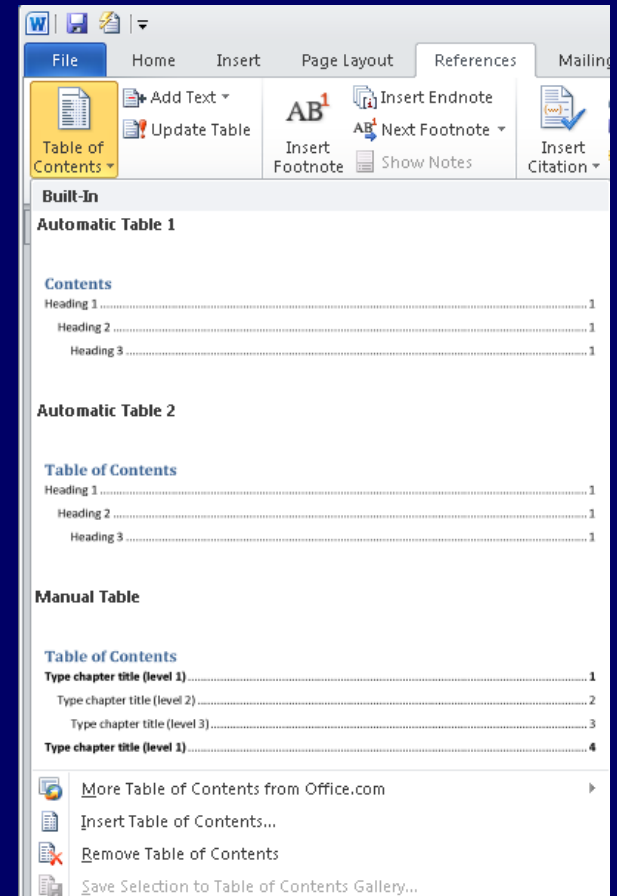 W
File Home Insert Page Layout References Mailing
Add Text
Update Table
Table of
Contents
AB1
Insert
Footnote
Insert Endnote
AB1 Next Footnote
Show Notes
Insert
Citation
Built-In
Automatic Table 1
Contents
Heading 1 ........ 1
Heading 2 ........ 1
Heading 3 ........ 1
Automatic Table 2
Table of Contents
Heading 1 ........ 1
Heading 2 ........ 1
Heading 3 ........ 1
Manual Table
Table of Contents
Type chapter title (level 1) ........ 1
Type chapter title (level 2) ........ 2
Type chapter title (level 3) ........ 3
Type chapter title (level 1) ........ 4
More Table of Contents from Office.com
Insert Table of Contents...
Remove Table of Contents
Save Selection to Table of Contents Gallery...